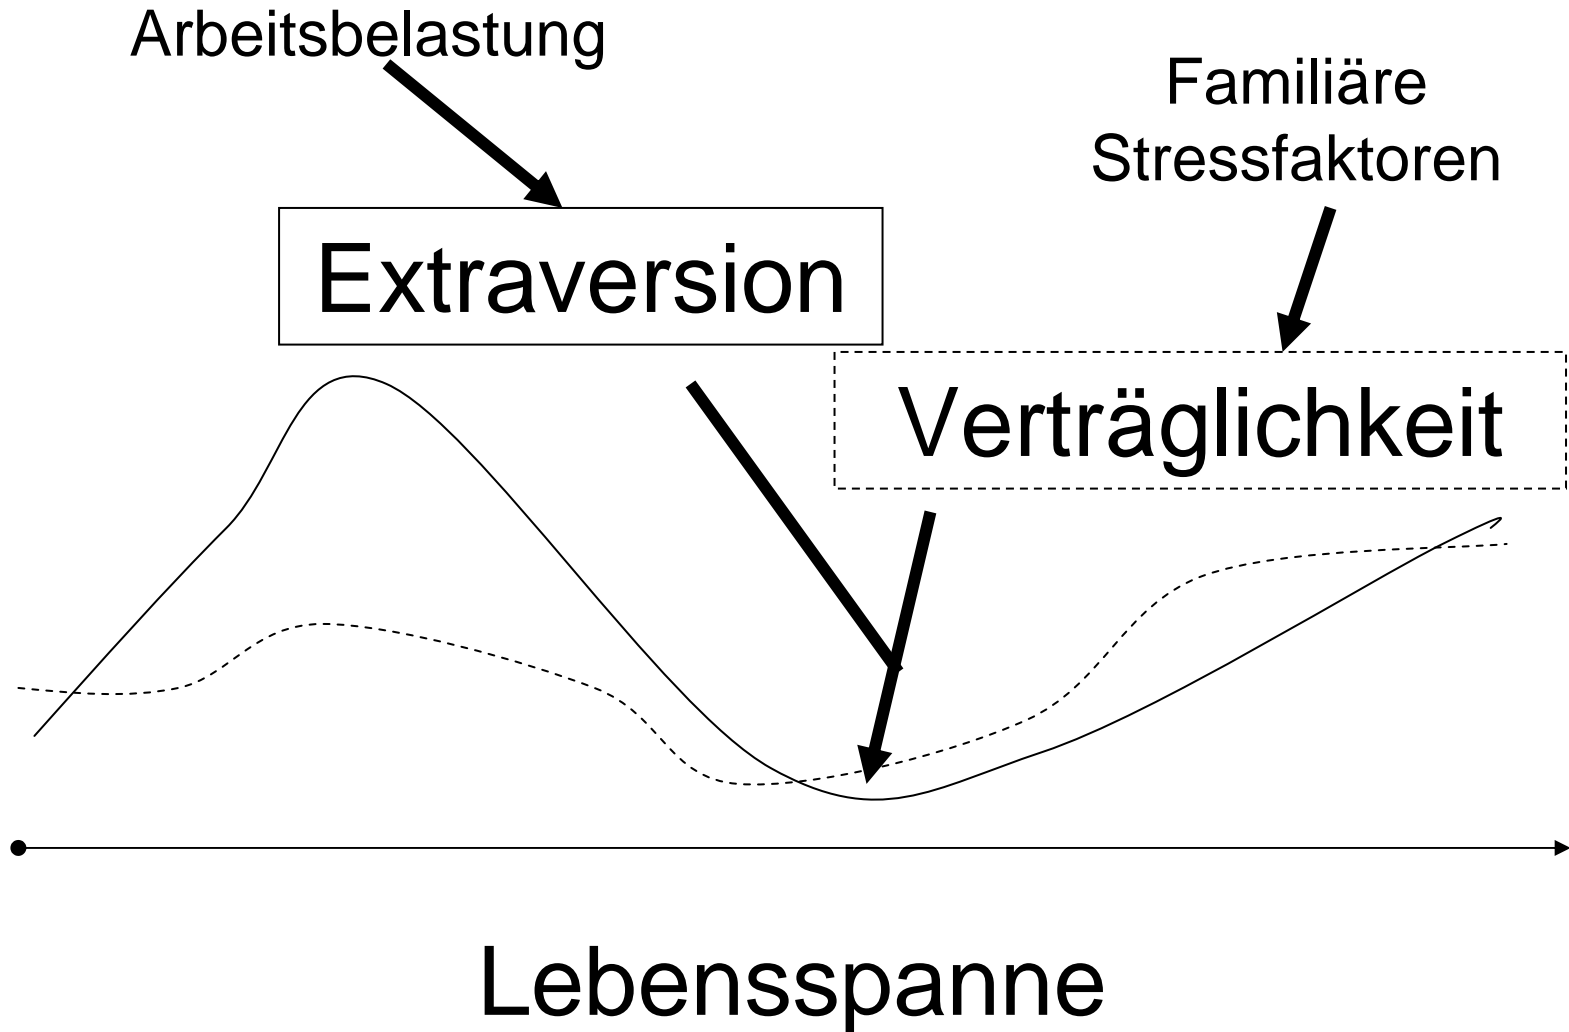 Arbeitsbelastung
Familiäre
Stressfaktoren
Extraversion
Verträglichkeit
Lebensspanne